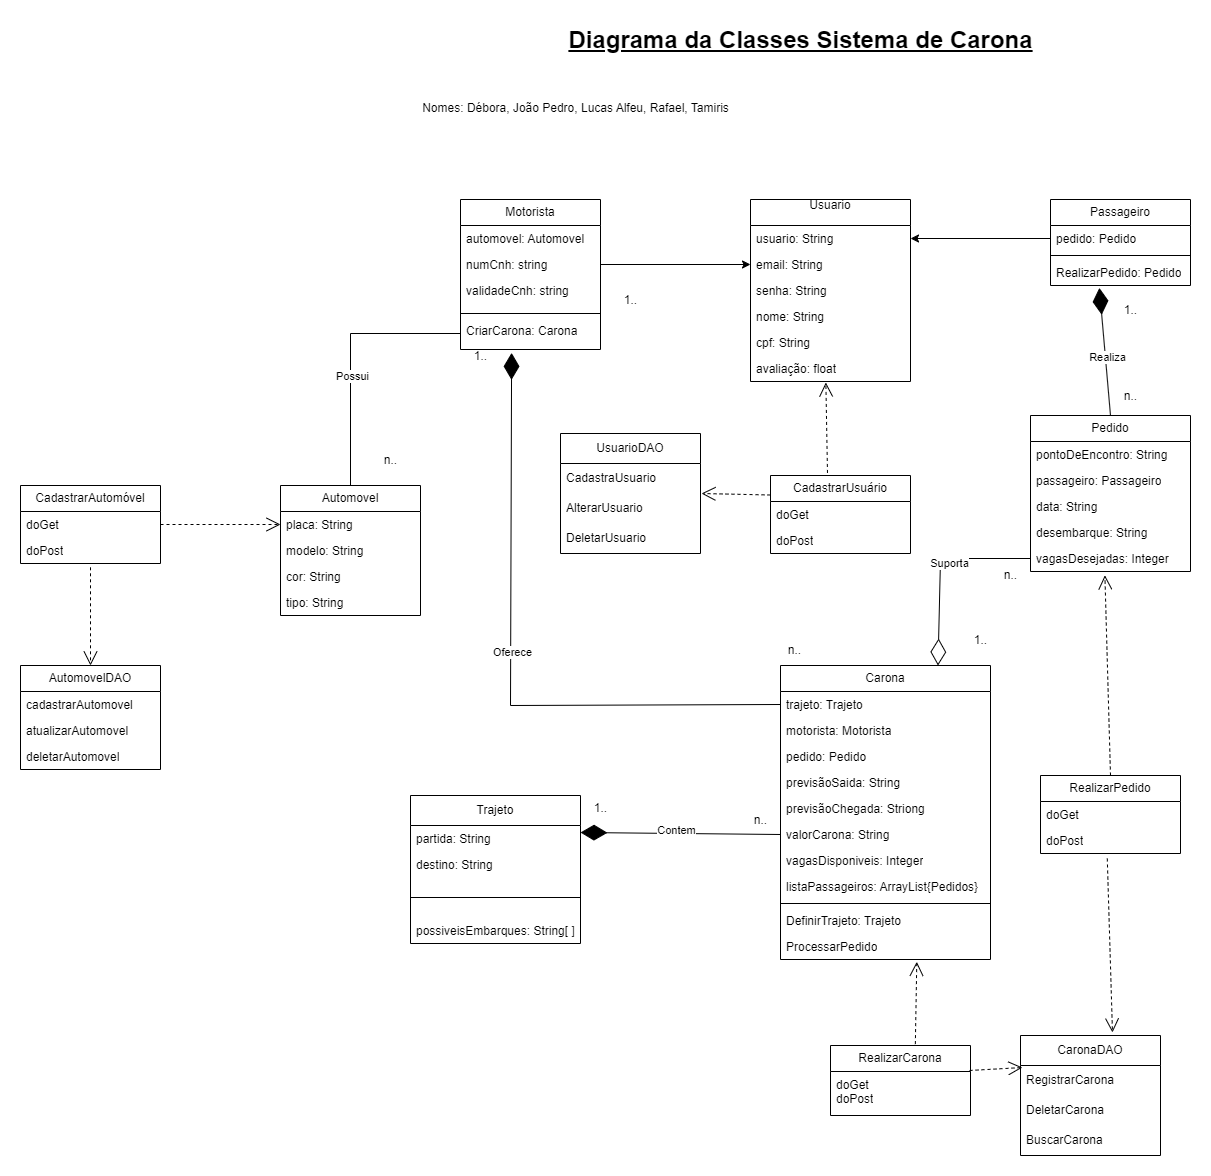 Diagrama da Classes Sistema de Carona
Nomes: Débora, João Pedro, Lucas Alfeu, Rafael, Tamiris
Motorista
automovel: Automovel
numCnh: string
validadeCnh: string
CriarCarona: Carona
Usuario
usuario: String
email: String
senha: String
nome: String
cpf: String
avaliação: float
Passageiro
pedido: Pedido
RealizarPedido: Pedido
1..
1..
1..
Possui
Realiza
n..
n..
Pedido
pontoDeEncontro: String
passageiro: Passageiro
data: String
desembarque: String
vagasDesejadas: Integer
UsuarioDAO
CadastraUsuario
AlterarUsuario
DeletarUsuario
CadastrarUsuário
doGet
doPost
CadastrarAutomóvel
doGet
doPost
Automovel
placa: String
modelo: String
cor: String
tipo: String
Suporta
n..
1..
Oferece
n..
AutomovelDAO
cadastrarAutomovel
atualizarAutomovel
deletarAutomovel
Carona
trajeto: Trajeto
motorista: Motorista
pedido: Pedido
previsãoSaida: String
previsãoChegada: Striong
valorCarona: String
vagasDisponiveis: Integer
listaPassageiros: ArrayList{Pedidos}
DefinirTrajeto: Trajeto
ProcessarPedido
Trajeto
partida: String
destino: String
possiveisEmbarques: String[ ]
1..
Contem
n..
RealizarPedido
doGet
doPost
RealizarCarona
doGet
doPost
CaronaDAO
RegistrarCarona
DeletarCarona
BuscarCarona